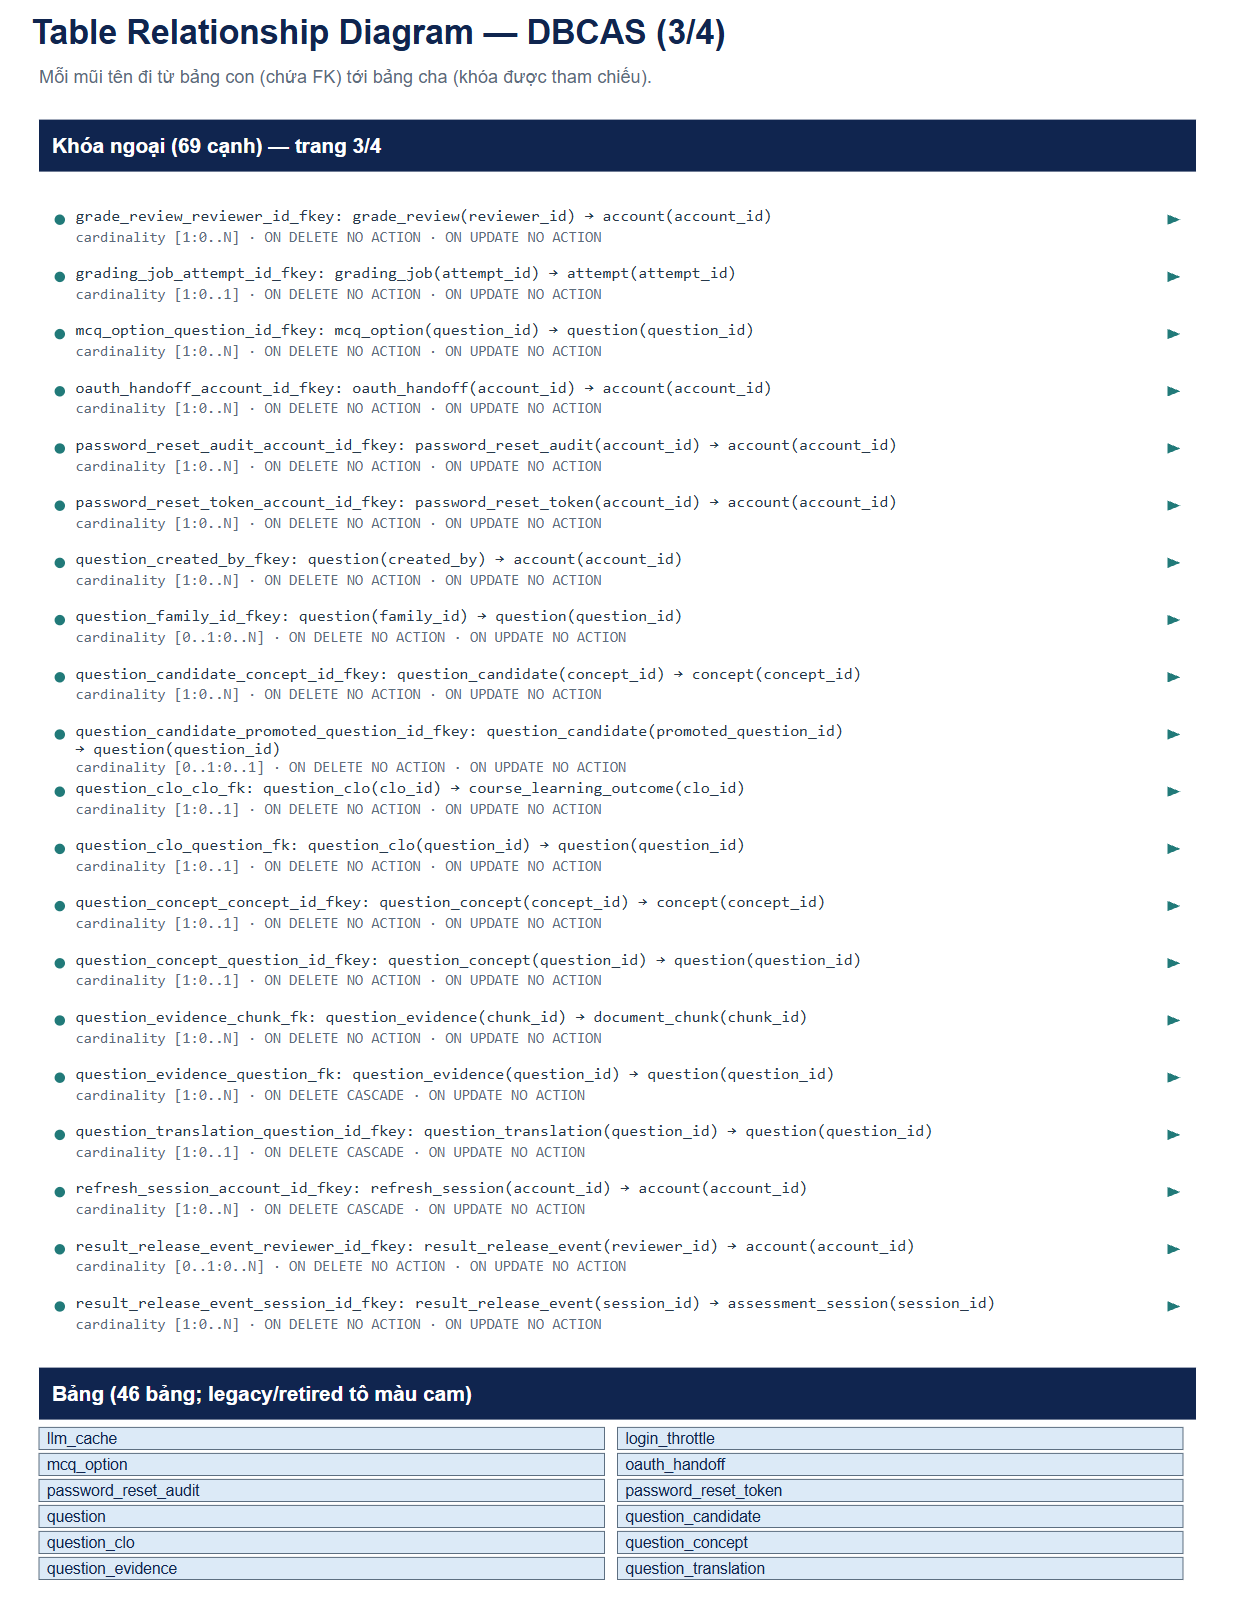 Table Relationship Diagram — DBCAS (3/4)
Mỗi mũi tên đi từ bảng con (chứa FK) tới bảng cha (khóa được tham chiếu).
Khóa ngoại (69 cạnh) — trang 3/4
grade_review_reviewer_id_fkey: grade_review(reviewer_id) → account(account_id)
cardinality [1:0..N] · ON DELETE NO ACTION · ON UPDATE NO ACTION
grading_job_attempt_id_fkey: grading_job(attempt_id) → attempt(attempt_id)
cardinality [1:0..1] · ON DELETE NO ACTION · ON UPDATE NO ACTION
mcq_option_question_id_fkey: mcq_option(question_id) → question(question_id)
cardinality [1:0..N] · ON DELETE NO ACTION · ON UPDATE NO ACTION
oauth_handoff_account_id_fkey: oauth_handoff(account_id) → account(account_id)
cardinality [1:0..N] · ON DELETE NO ACTION · ON UPDATE NO ACTION
password_reset_audit_account_id_fkey: password_reset_audit(account_id) → account(account_id)
cardinality [1:0..N] · ON DELETE NO ACTION · ON UPDATE NO ACTION
password_reset_token_account_id_fkey: password_reset_token(account_id) → account(account_id)
cardinality [1:0..N] · ON DELETE NO ACTION · ON UPDATE NO ACTION
question_created_by_fkey: question(created_by) → account(account_id)
cardinality [1:0..N] · ON DELETE NO ACTION · ON UPDATE NO ACTION
question_family_id_fkey: question(family_id) → question(question_id)
cardinality [0..1:0..N] · ON DELETE NO ACTION · ON UPDATE NO ACTION
question_candidate_concept_id_fkey: question_candidate(concept_id) → concept(concept_id)
cardinality [1:0..N] · ON DELETE NO ACTION · ON UPDATE NO ACTION
question_candidate_promoted_question_id_fkey: question_candidate(promoted_question_id)
→ question(question_id)
cardinality [0..1:0..1] · ON DELETE NO ACTION · ON UPDATE NO ACTION
question_clo_clo_fk: question_clo(clo_id) → course_learning_outcome(clo_id)
cardinality [1:0..1] · ON DELETE NO ACTION · ON UPDATE NO ACTION
question_clo_question_fk: question_clo(question_id) → question(question_id)
cardinality [1:0..1] · ON DELETE NO ACTION · ON UPDATE NO ACTION
question_concept_concept_id_fkey: question_concept(concept_id) → concept(concept_id)
cardinality [1:0..1] · ON DELETE NO ACTION · ON UPDATE NO ACTION
question_concept_question_id_fkey: question_concept(question_id) → question(question_id)
cardinality [1:0..1] · ON DELETE NO ACTION · ON UPDATE NO ACTION
question_evidence_chunk_fk: question_evidence(chunk_id) → document_chunk(chunk_id)
cardinality [1:0..N] · ON DELETE NO ACTION · ON UPDATE NO ACTION
question_evidence_question_fk: question_evidence(question_id) → question(question_id)
cardinality [1:0..N] · ON DELETE CASCADE · ON UPDATE NO ACTION
question_translation_question_id_fkey: question_translation(question_id) → question(question_id)
cardinality [1:0..1] · ON DELETE CASCADE · ON UPDATE NO ACTION
refresh_session_account_id_fkey: refresh_session(account_id) → account(account_id)
cardinality [1:0..N] · ON DELETE CASCADE · ON UPDATE NO ACTION
result_release_event_reviewer_id_fkey: result_release_event(reviewer_id) → account(account_id)
cardinality [0..1:0..N] · ON DELETE NO ACTION · ON UPDATE NO ACTION
result_release_event_session_id_fkey: result_release_event(session_id) → assessment_session(session_id)
cardinality [1:0..N] · ON DELETE NO ACTION · ON UPDATE NO ACTION
Bảng (46 bảng; legacy/retired tô màu cam)
llm_cache
login_throttle
mcq_option
oauth_handoff
password_reset_audit
password_reset_token
question
question_candidate
question_clo
question_concept
question_evidence
question_translation